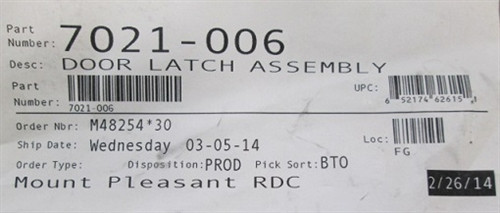 Part Number: 7021-006
Desc: DOOR LATCH ASSEMBLY
Part Number: 7021-006
UPC: 6 52174 62615
Order Nbr: M48254*30
Ship Date: Wednesday 03-05-14
Loc: FG
Order Type: Disposition: PROD Pick Sort: BTO
Mount Pleasant RDC
2/26/14